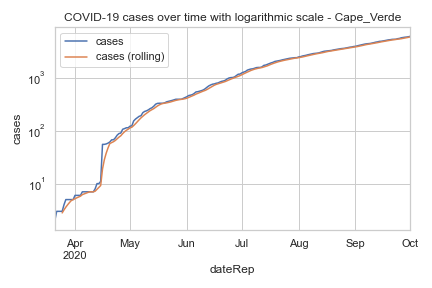 COVID-19 cases over time with logarithmic scale - Cape_Verde
cases
cases (rolling)
10³
10²
10¹
cases
Apr
2020
May
Jun
Jul
Aug
Sep
Oct
dateRep